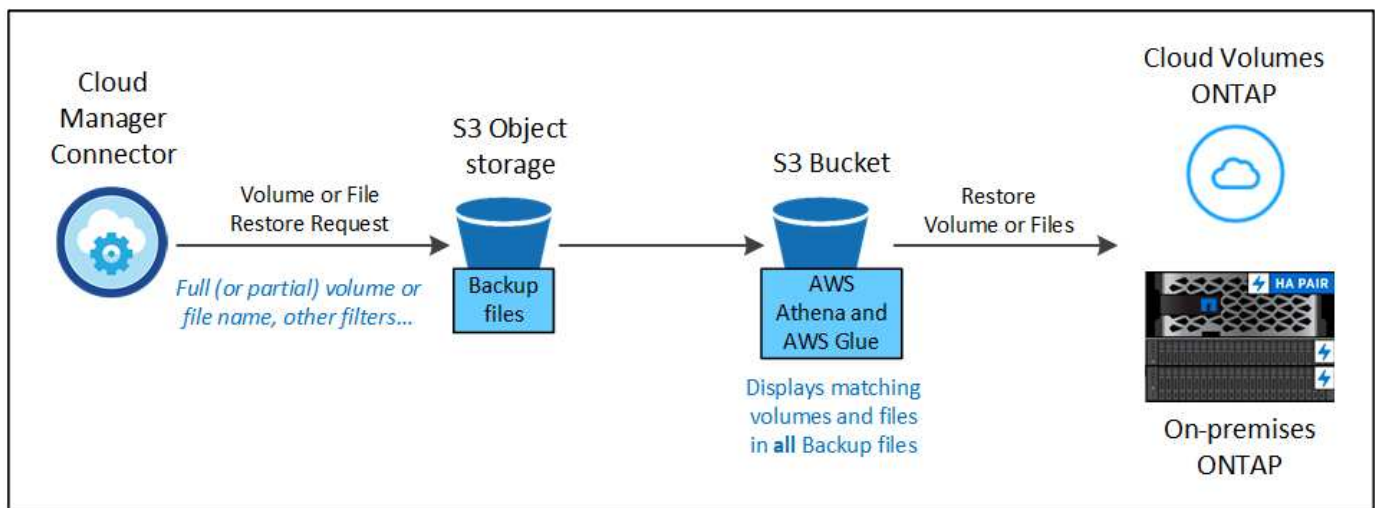 Cloud
Manager
Connector
Volume or File
Restore Request
Full (or partial) volume or
file name, other filters...
S3 Object
storage
Backup
files
S3 Bucket
AWS
Athena and
AWS Glue
Displays matching
volumes and files
in all Backup files
Restore
Volume or Files
Cloud Volumes
ONTAP
HA PAIR
On-premises
ONTAP